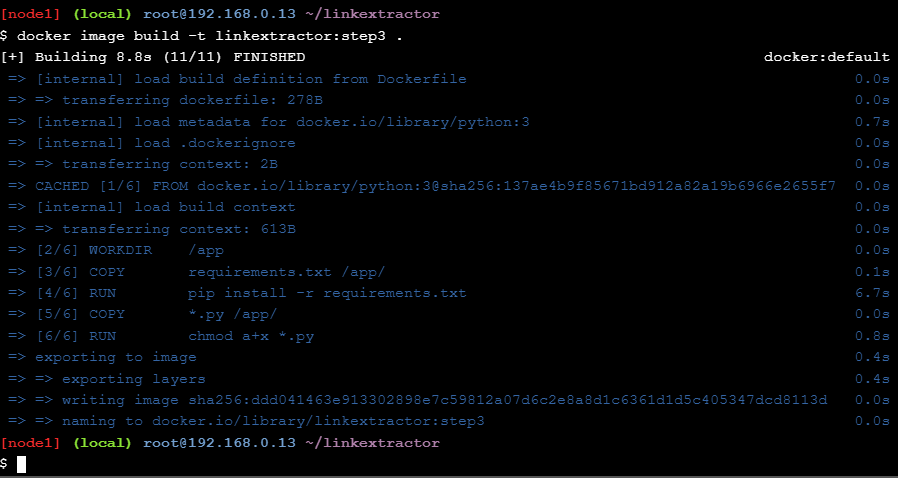 [node1] (local) root@192.168.0.13 ~/linkextractor
$ docker image build -t linkextractor:step3 .
[+] Building 8.8s (11/11) FINISHED docker:default
=> [internal] load build definition from Dockerfile 0.0s
=> => transferring dockerfile: 278B 0.0s
=> [internal] load metadata for docker.io/library/python:3 0.7s
=> [internal] load .dockerignore 0.0s
=> => transferring context: 2B 0.0s
=> CACHED [1/6] FROM docker.io/library/python:3@sha256:137ae4b9f85671bd912a82a19b6966e2655f7 0.0s
=> [internal] load build context 0.0s
=> => transferring context: 613B 0.0s
=> [2/6] WORKDIR /app 0.0s
=> [3/6] COPY requirements.txt /app/ 0.1s
=> [4/6] RUN pip install -r requirements.txt 6.7s
=> [5/6] COPY *.py /app/ 0.0s
=> [6/6] RUN chmod a+x *.py 0.8s
=> exporting to image 0.4s
=> => exporting layers 0.4s
=> => writing image sha256:ddd041463e913302898e7c59812a07d6c2e8a8d1c6361d1d5c405347dcd8113d 0.0s
=> => naming to docker.io/library/linkextractor:step3 0.0s
[node1] (local) root@192.168.0.13 ~/linkextractor
$